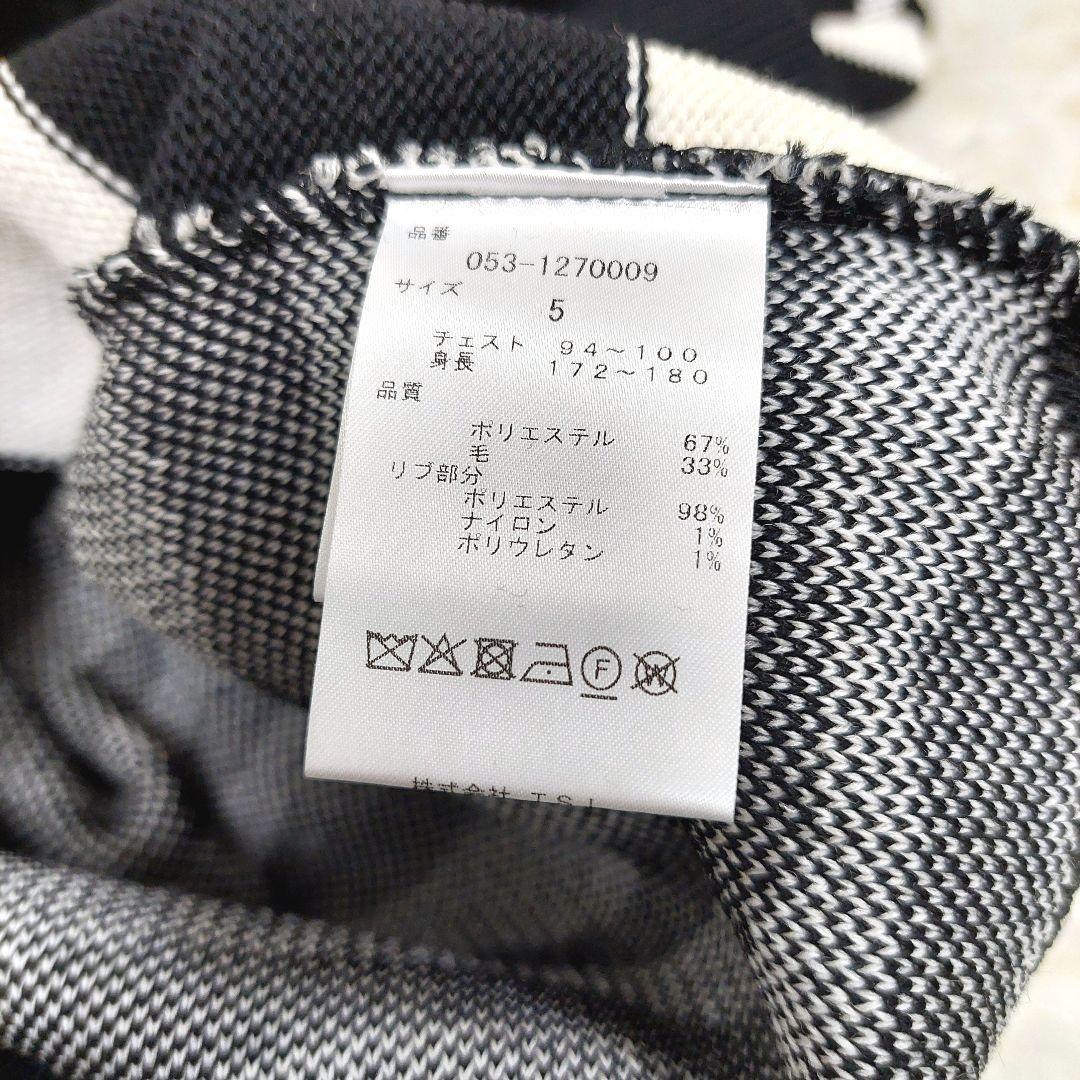 品番
053-1270009
サイズ
5
チェスト 94~100
身長 172~180
品質
ポリエステル 67%
毛 33%
リブ部分
ポリエステル 98%
ナイロン 1%
ポリウレタン 1%
F W
株式会社 TSI